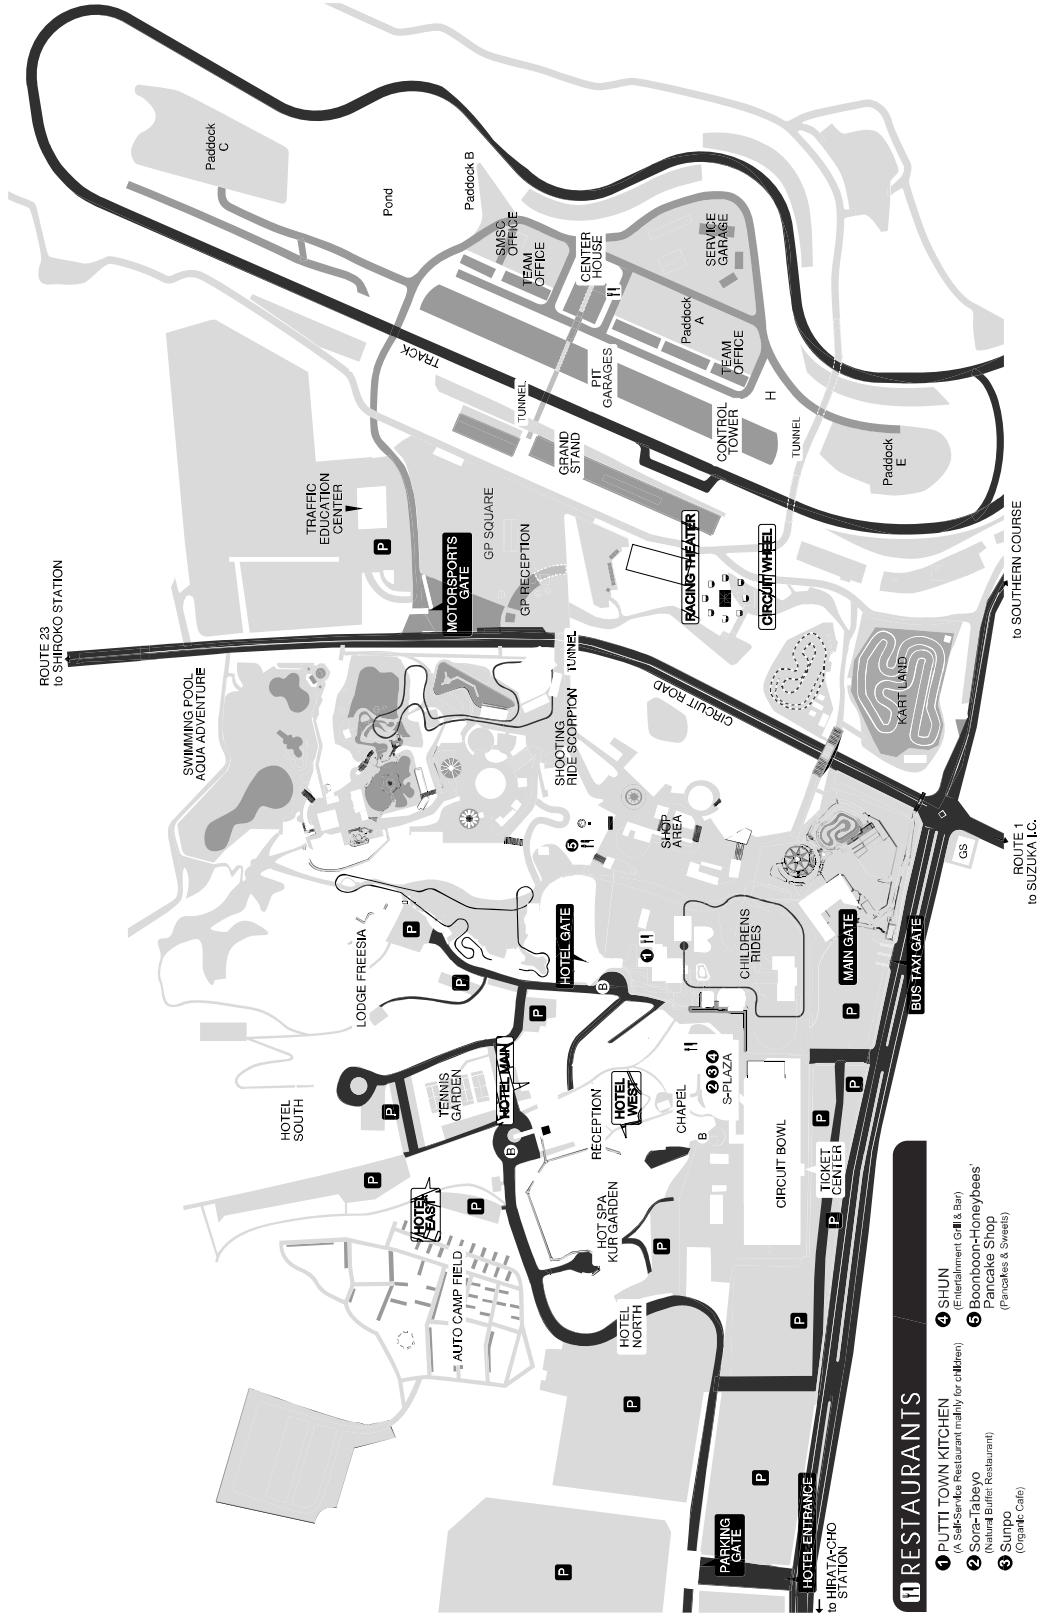 ROUTE 23
to SHIROKO STATION
SWIMMING POOL
AQUA ADVENTURE
LODGE FREESIA
P
P
P
HOTEL
SOUTH
P
P
TENNIS
GARDEN
HOTEL MAIN
HOTEL
EAST
P
AUTO CAMP FIELD
B
RECEPTION
HOTEL
WEST
CHAPEL
B
HOT SPA
KUR GARDEN
P
HOTEL
NORTH
P
P
P
P
PARKING
GATE
HOTEL ENTRANCE
to HIRATA-CHO
STATION
Paddock
C
Pond
Paddock B
SMSC
OFFICE
TEAM
OFFICE
CENTER
HOUSE
SERVICE
GARAGE
Paddock
A
TEAM
OFFICE
TRACK
PIT
GARAGES
TUNNEL
CONTROL
TOWER
H
TUNNEL
Paddock
E
GRAND
STAND
TRAFFIC
EDUCATION
CENTER
P
GP SQUARE
MOTORSPORTS
GATE
GP RECEPTION
RACING THEATER
CIRCUIT WHEEL
TUNNEL
CIRCUIT ROAD
SHOOTING
RIDE SCORPION
KART LAND
to SOUTHERN COURSE
5
SHOP
AREA
GS
ROUTE 1
to SUZUKA I.C.
HOTEL GATE
B
1
CHILDRENS
RIDES
MAIN GATE
BUS TAXI GATE
P
2 3 4
S-PLAZA
CIRCUIT BOWL
P
P
TICKET
CENTER
P
RESTAURANTS
1 PUTTI TOWN KITCHEN
(A Self-Service Restaurant mainly for children)
2 Sora-Tabeyo
(Natural Buffet Restaurant)
3 Sunpo
(Organic Cafe)
4 SHUN
(Entertainment Grill & Bar)
5 Boonboon-Honeybees'
Pancake Shop
(Pancakes & Sweets)